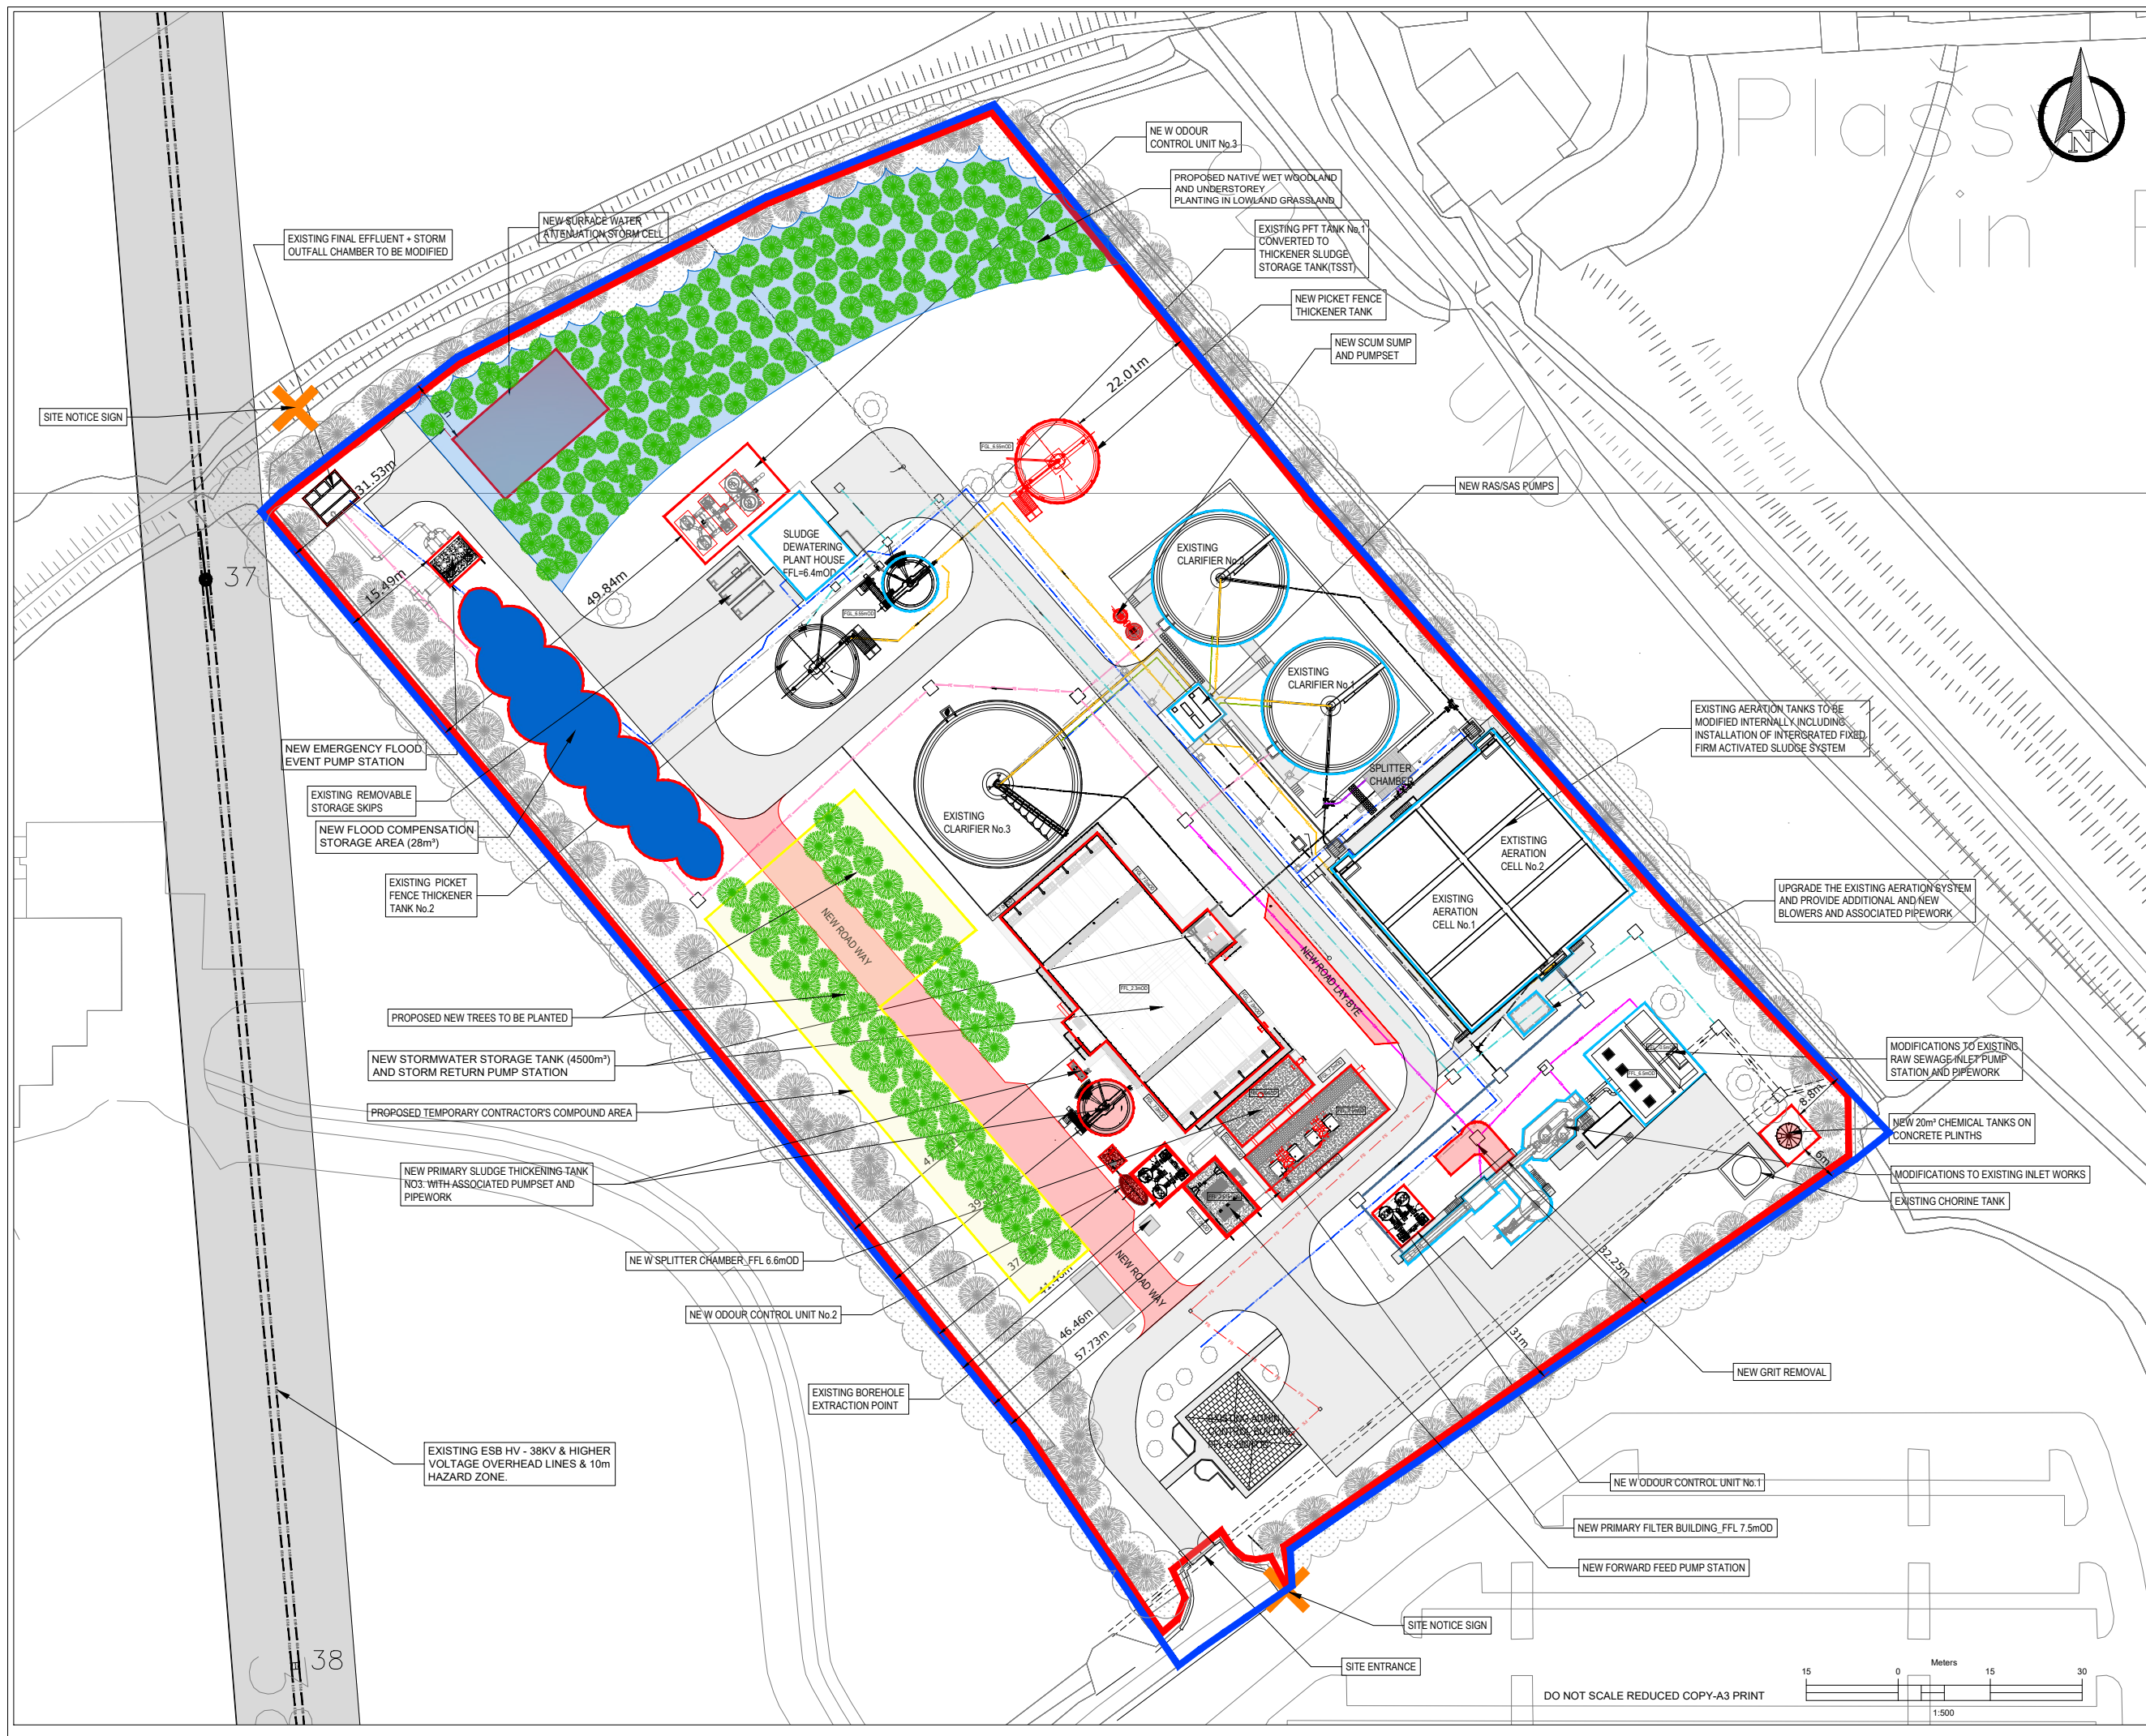 Plassy
in
N
NEW ODOUR
CONTROL UNIT No.3
PROPOSED NATIVE WET WOODLAND
AND UNDERSTOREY
PLANTING IN LOWLAND GRASSLAND
NEW SURFACE WATER
ATTENUATION STORM CELL
EXISTING FINAL EFFLUENT + STORM
OUTFALL CHAMBER TO BE MODIFIED
EXISTING PFT TANK No.1
CONVERTED TO
THICKENER SLUDGE
STORAGE TANK(TSST)
NEW PICKET FENCE
THICKENER TANK
NEW SCUM SUMP
AND PUMPSET
SITE NOTICE SIGN
22.01m
31.53m
NEW RAS/SAS PUMPS
SLUDGE
DEWATERING
PLANT HOUSE
FFL=6.4mOD
EXISTING
CLARIFIER No.2
37
15.49m
49.84m
EXISTING
CLARIFIER No.1
EXISTING AERATION TANKS TO BE
MODIFIED INTERNALLY INCLUDING
INSTALLATION OF INTERGRATED FIXED
FIRM ACTIVATED SLUDGE SYSTEM
NEW EMERGENCY FLOOD
EVENT PUMP STATION
SPLITTER
CHAMBER
EXISTING REMOVABLE
STORAGE SKIPS
EXISTING
CLARIFIER No.3
NEW FLOOD COMPENSATION
STORAGE AREA (28m³)
EXTISTING
AERATION
CELL No.2
EXISTING
AERATION
CELL No.1
EXISTING PICKET
FENCE THICKENER
TANK No.2
UPGRADE THE EXISTING AERATION SYSTEM
AND PROVIDE ADDITIONAL AND NEW
BLOWERS AND ASSOCIATED PIPEWORK
NEW ROAD WAY
NEW ROAD LAY-BYE
PROPOSED NEW TREES TO BE PLANTED
NEW STORMWATER STORAGE TANK (4500m³)
AND STORM RETURN PUMP STATION
MODIFICATIONS TO EXISTING
RAW SEWAGE INLET PUMP
STATION AND PIPEWORK
PROPOSED TEMPORARY CONTRACTOR'S COMPOUND AREA
8.8m
NEW 20m³ CHEMICAL TANKS ON
CONCRETE PLINTHS
6m
NEW PRIMARY SLUDGE THICKENING TANK
NO3. WITH ASSOCIATED PUMPSET AND
PIPEWORK
MODIFICATIONS TO EXISTING INLET WORKS
EXISTING CHORINE TANK
NEW SPLITTER CHAMBER_FFL 6.6mOD
32.25m
NEW ROAD WAY
41.46m
NEW ODOUR CONTROL UNIT No.2
46.46m
57.73m
31m
NEW GRIT REMOVAL
EXISTING BOREHOLE
EXTRACTION POINT
EXISTING ADMIN
CONTROL BUILDING
EXISTING ESB HV - 38KV & HIGHER
VOLTAGE OVERHEAD LINES & 10m
HAZARD ZONE.
NEW ODOUR CONTROL UNIT No.1
NEW PRIMARY FILTER BUILDING_FFL 7.5mOD
NEW FORWARD FEED PUMP STATION
SITE NOTICE SIGN
SITE ENTRANCE
38
DO NOT SCALE REDUCED COPY-A3 PRINT
Meters
15 0 15 30
1:500